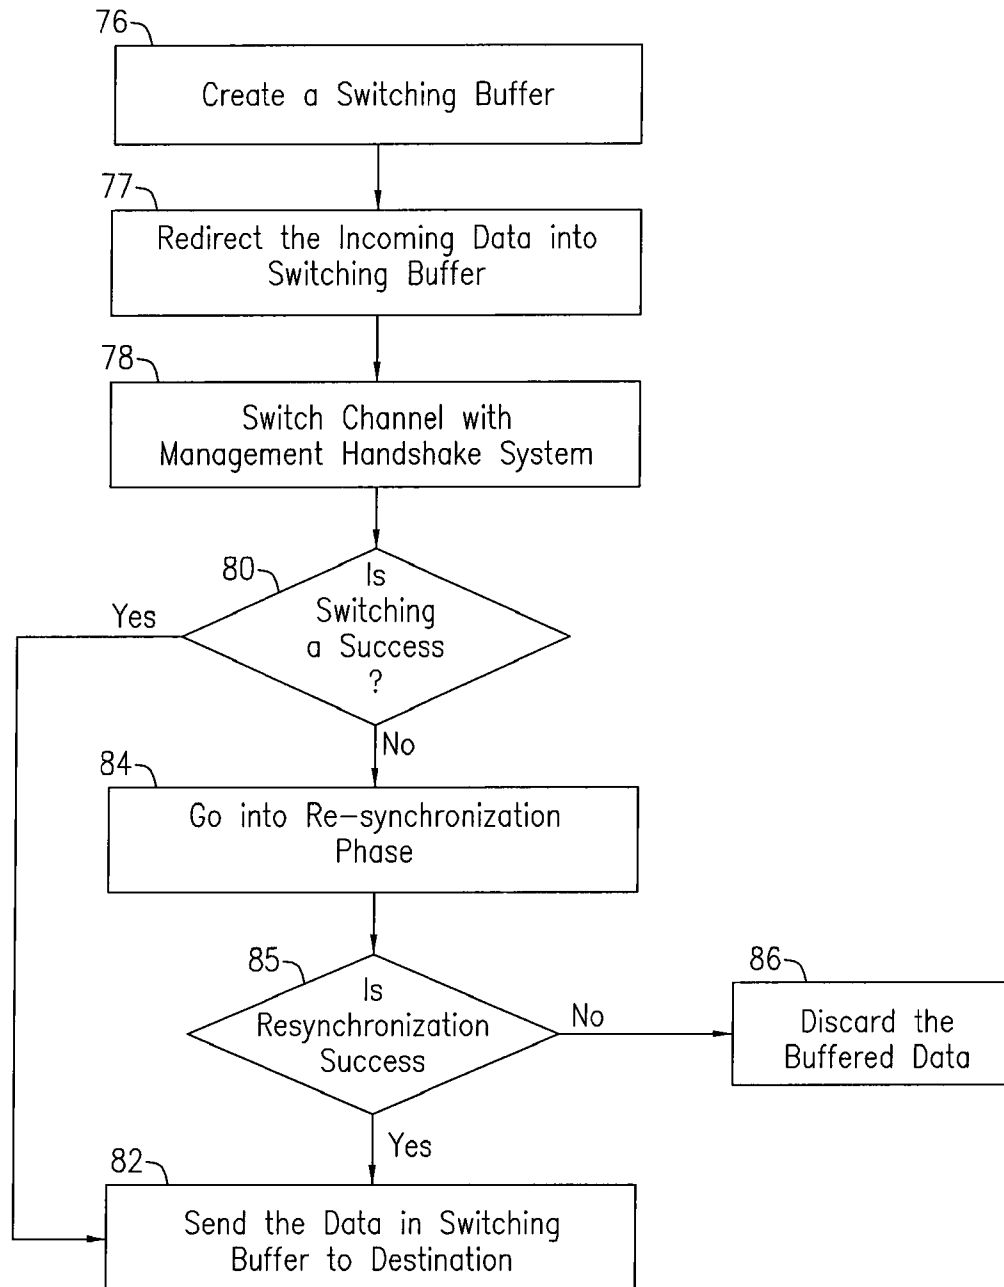 76
Create a Switching Buffer
77
Redirect the Incoming Data into
Switching Buffer
78
Switch Channel with
Management Handshake System
80
Is
Switching
a Success
?
Yes
No
84
Go into Re-synchronization
Phase
85
Is
Resynchronization
Success
No
86
Discard the
Buffered Data
Yes
82
Send the Data in Switching
Buffer to Destination